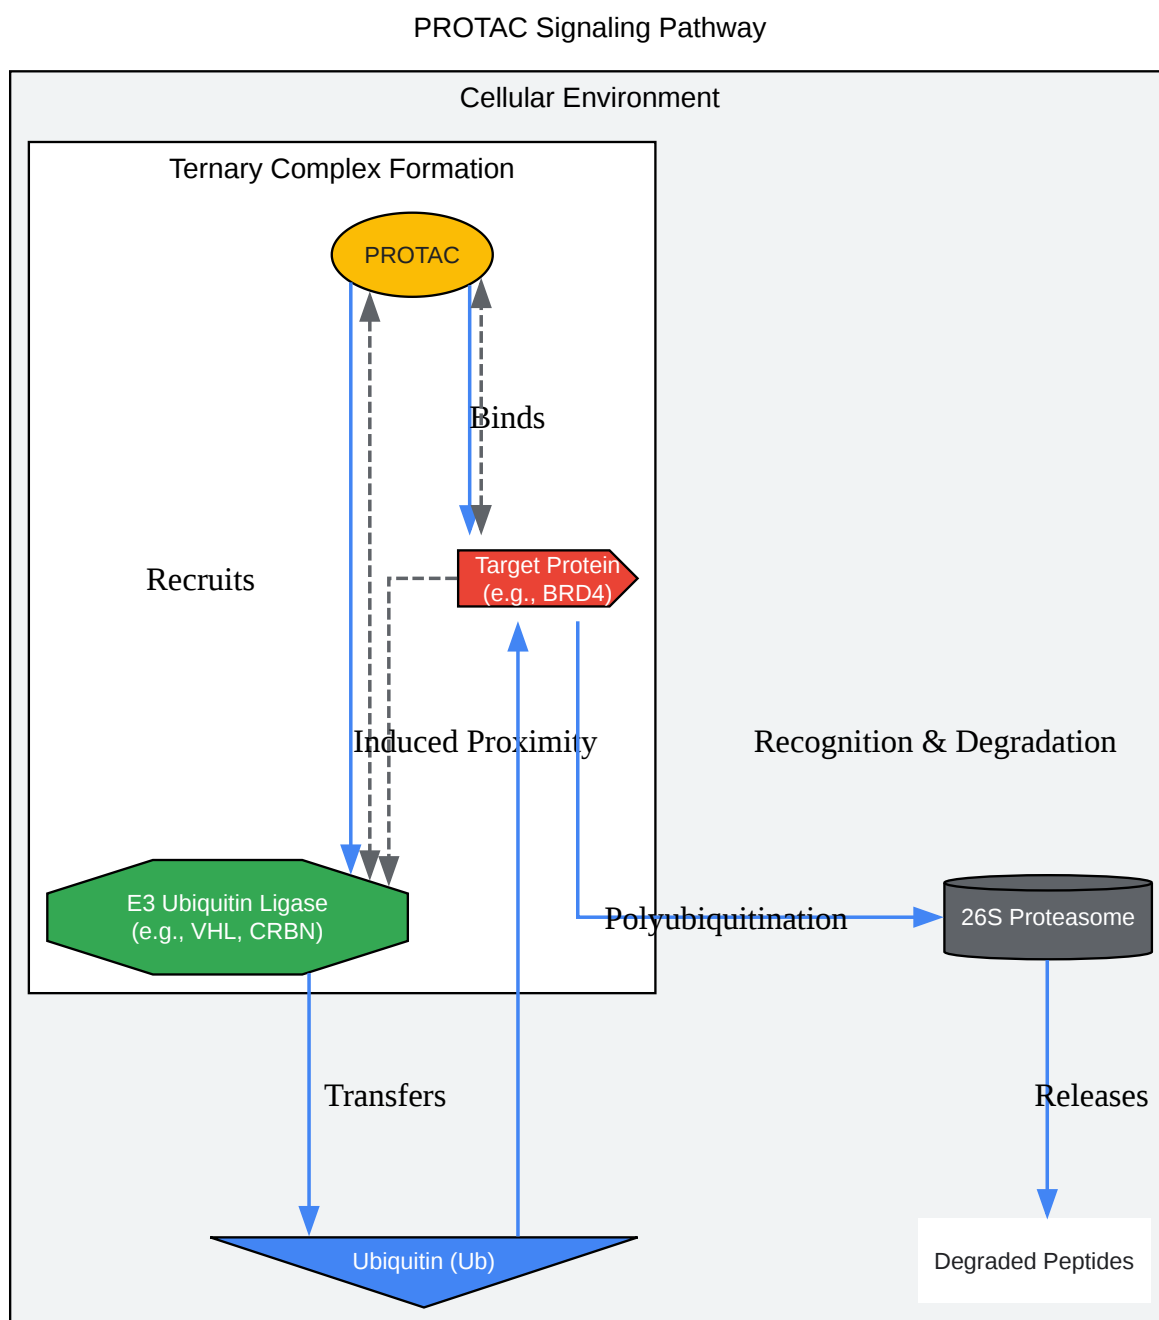 PROTAC Signaling Pathway
Cellular Environment
Ternary Complex Formation
PROTAC
Binds
Target Protein
(e.g., BRD4)
Recruits
Induced Proximity
Recognition & Degradation
E3 Ubiquitin Ligase
(e.g., VHL, CRBN)
Polyubiquitination
26S Proteasome
Transfers
Releases
Ubiquitin (Ub)
Degraded Peptides